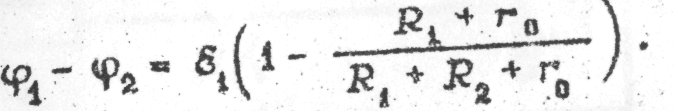 φ₁ - φ₂ = ℰ₁(1 - (R₁ + r₀)/(R₁ + R₂ + r₀)).